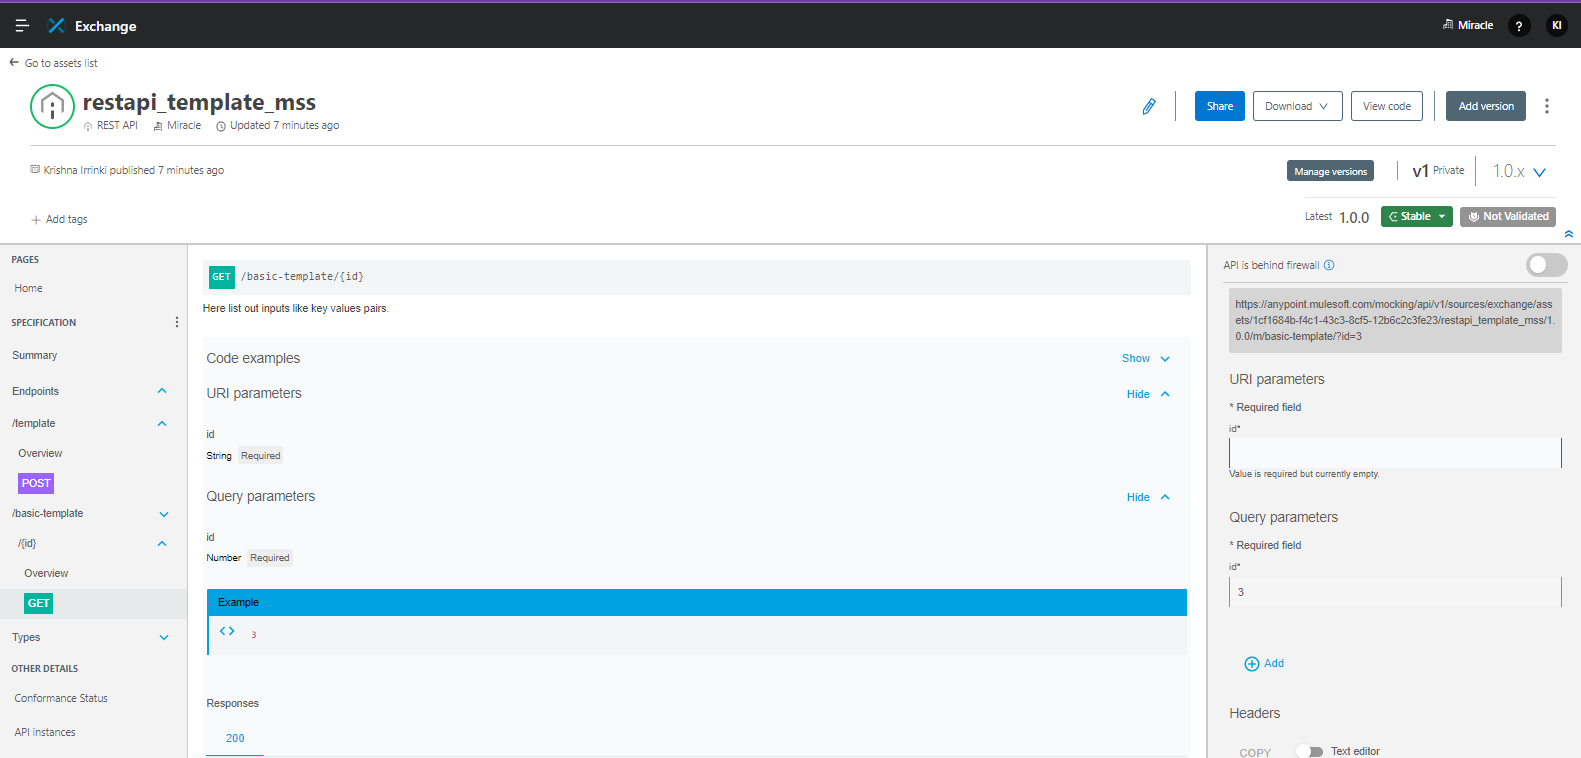 Exchange
Miracle
?
KI
Go to assets list
restapi_template_mss
REST API Miracle Updated 7 minutes ago
Share
Download
View code
Add version
Krishna Irrinki published 7 minutes ago
Manage versions
v1 Private
1.0.x
Add tags
Latest 1.0.0
Stable
Not Validated
PAGES
Home
SPECIFICATION
Summary
Endpoints
/template
Overview
POST
/basic-template
/{id}
Overview
GET
Types
OTHER DETAILS
Conformance Status
API instances
GET /basic-template/{id}
Here list out inputs like key values pairs.
Code examples Show
URI parameters Hide
id
String Required
Query parameters Hide
id
Number Required
Example
<> 3
Responses
200
API is behind firewall
https://anypoint.mulesoft.com/mocking/api/v1/sources/exchange/ass
ets/1cf1684b-f4c1-43c3-8cf5-12b6c2c3fe23/restapi_template_mss/1.
0.0/m/basic-template/?id=3
URI parameters
* Required field
id*
Value is required but currently empty.
Query parameters
* Required field
id*
3
Add
Headers
COPY Text editor